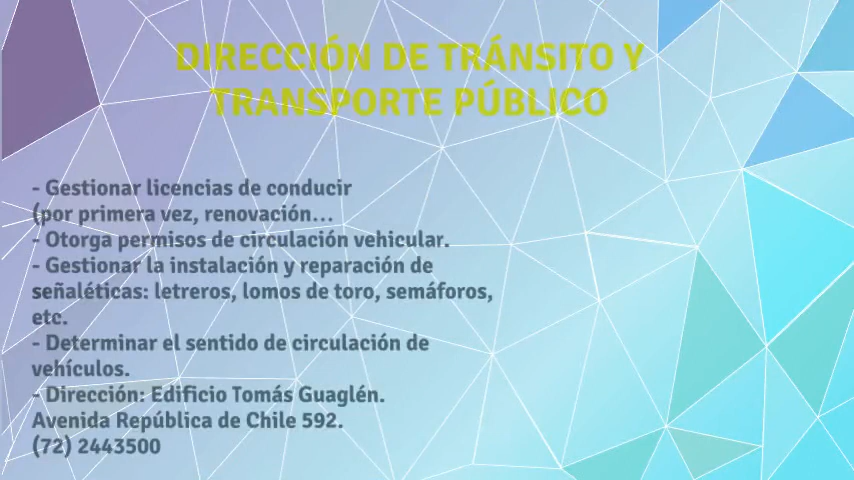 DIRECCIÓN DE TRÁNSITO Y
TRANSPORTE PÚBLICO
- Gestionar licencias de conducir
(por primera vez, renovación...
- Otorga permisos de circulación vehicular.
- Gestionar la instalación y reparación de
señaléticas: letreros, lomos de toro, semáforos,
etc.
- Determinar el sentido de circulación de
vehículos.
- Dirección: Edificio Tomás Guaglén.
Avenida República de Chile 592.
(72) 2443500